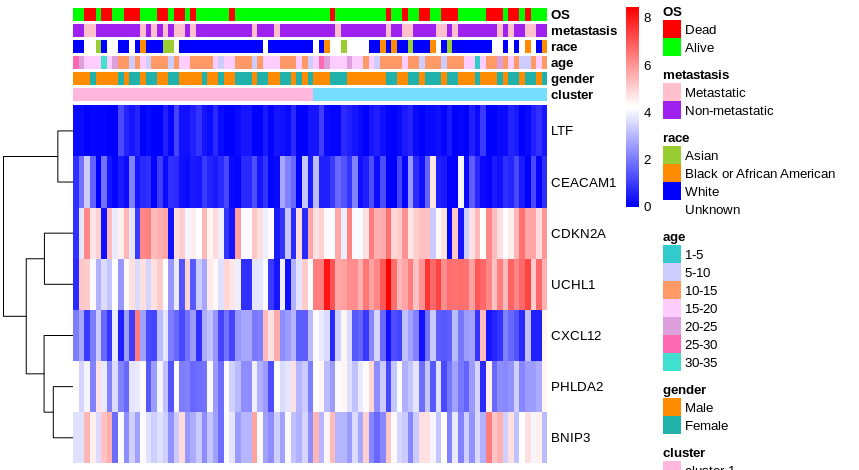 OS
metastasis
race
age
gender
cluster
LTF
CEACAM1
CDKN2A
UCHL1
CXCL12
PHLDA2
BNIP3
8
6
4
2
0
OS
Dead
Alive
metastasis
Metastatic
Non-metastatic
race
Asian
Black or African American
White
Unknown
age
1-5
5-10
10-15
15-20
20-25
25-30
30-35
gender
Male
Female
cluster
cluster 1